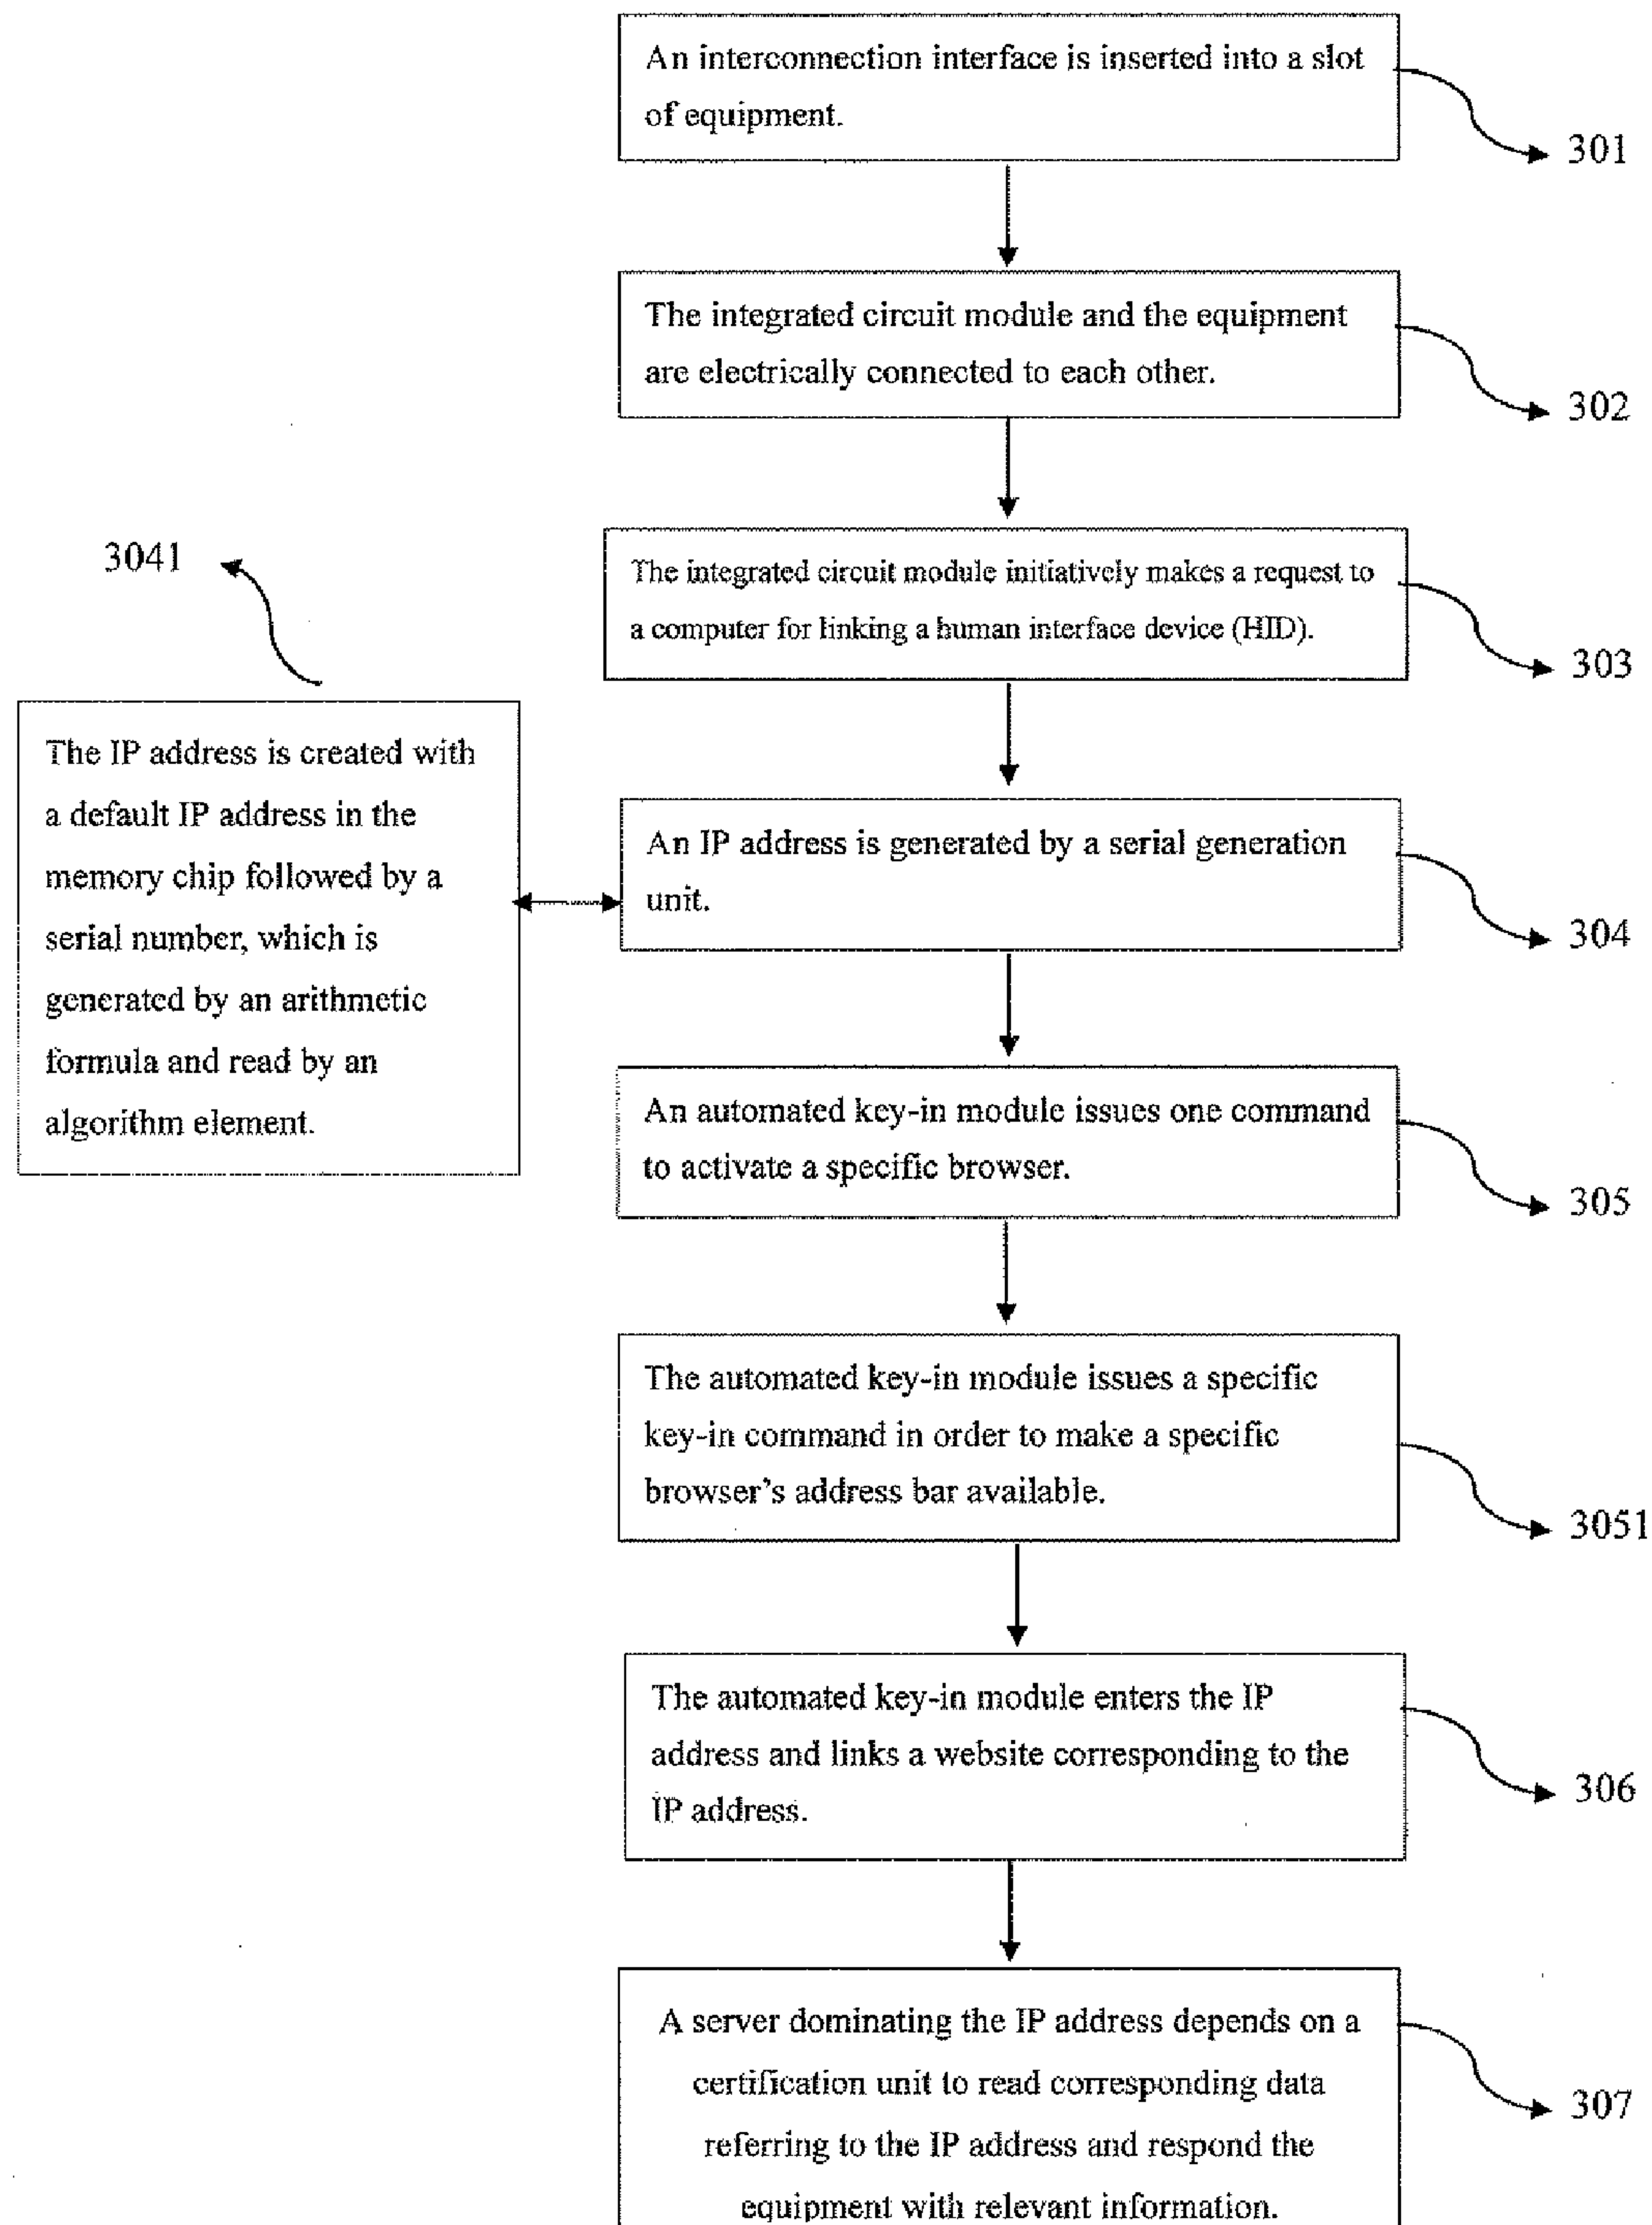 An interconnection interface is inserted into a slot
of equipment.
301
The integrated circuit module and the equipment
are electrically connected to each other.
302
The integrated circuit module initiatively makes a request to
a computer for linking a human interface device (HID).
303
3041
The IP address is created with
a default IP address in the
memory chip followed by a
serial number, which is
generated by an arithmetic
formula and read by an
algorithm element.
An IP address is generated by a serial generation
unit.
304
An automated key-in module issues one command
to activate a specific browser.
305
The automated key-in module issues a specific
key-in command in order to make a specific
browser's address bar available.
3051
The automated key-in module enters the IP
address and links a website corresponding to the
IP address.
306
A server dominating the IP address depends on a
certification unit to read corresponding data
referring to the IP address and respond the
equipment with relevant information.
307